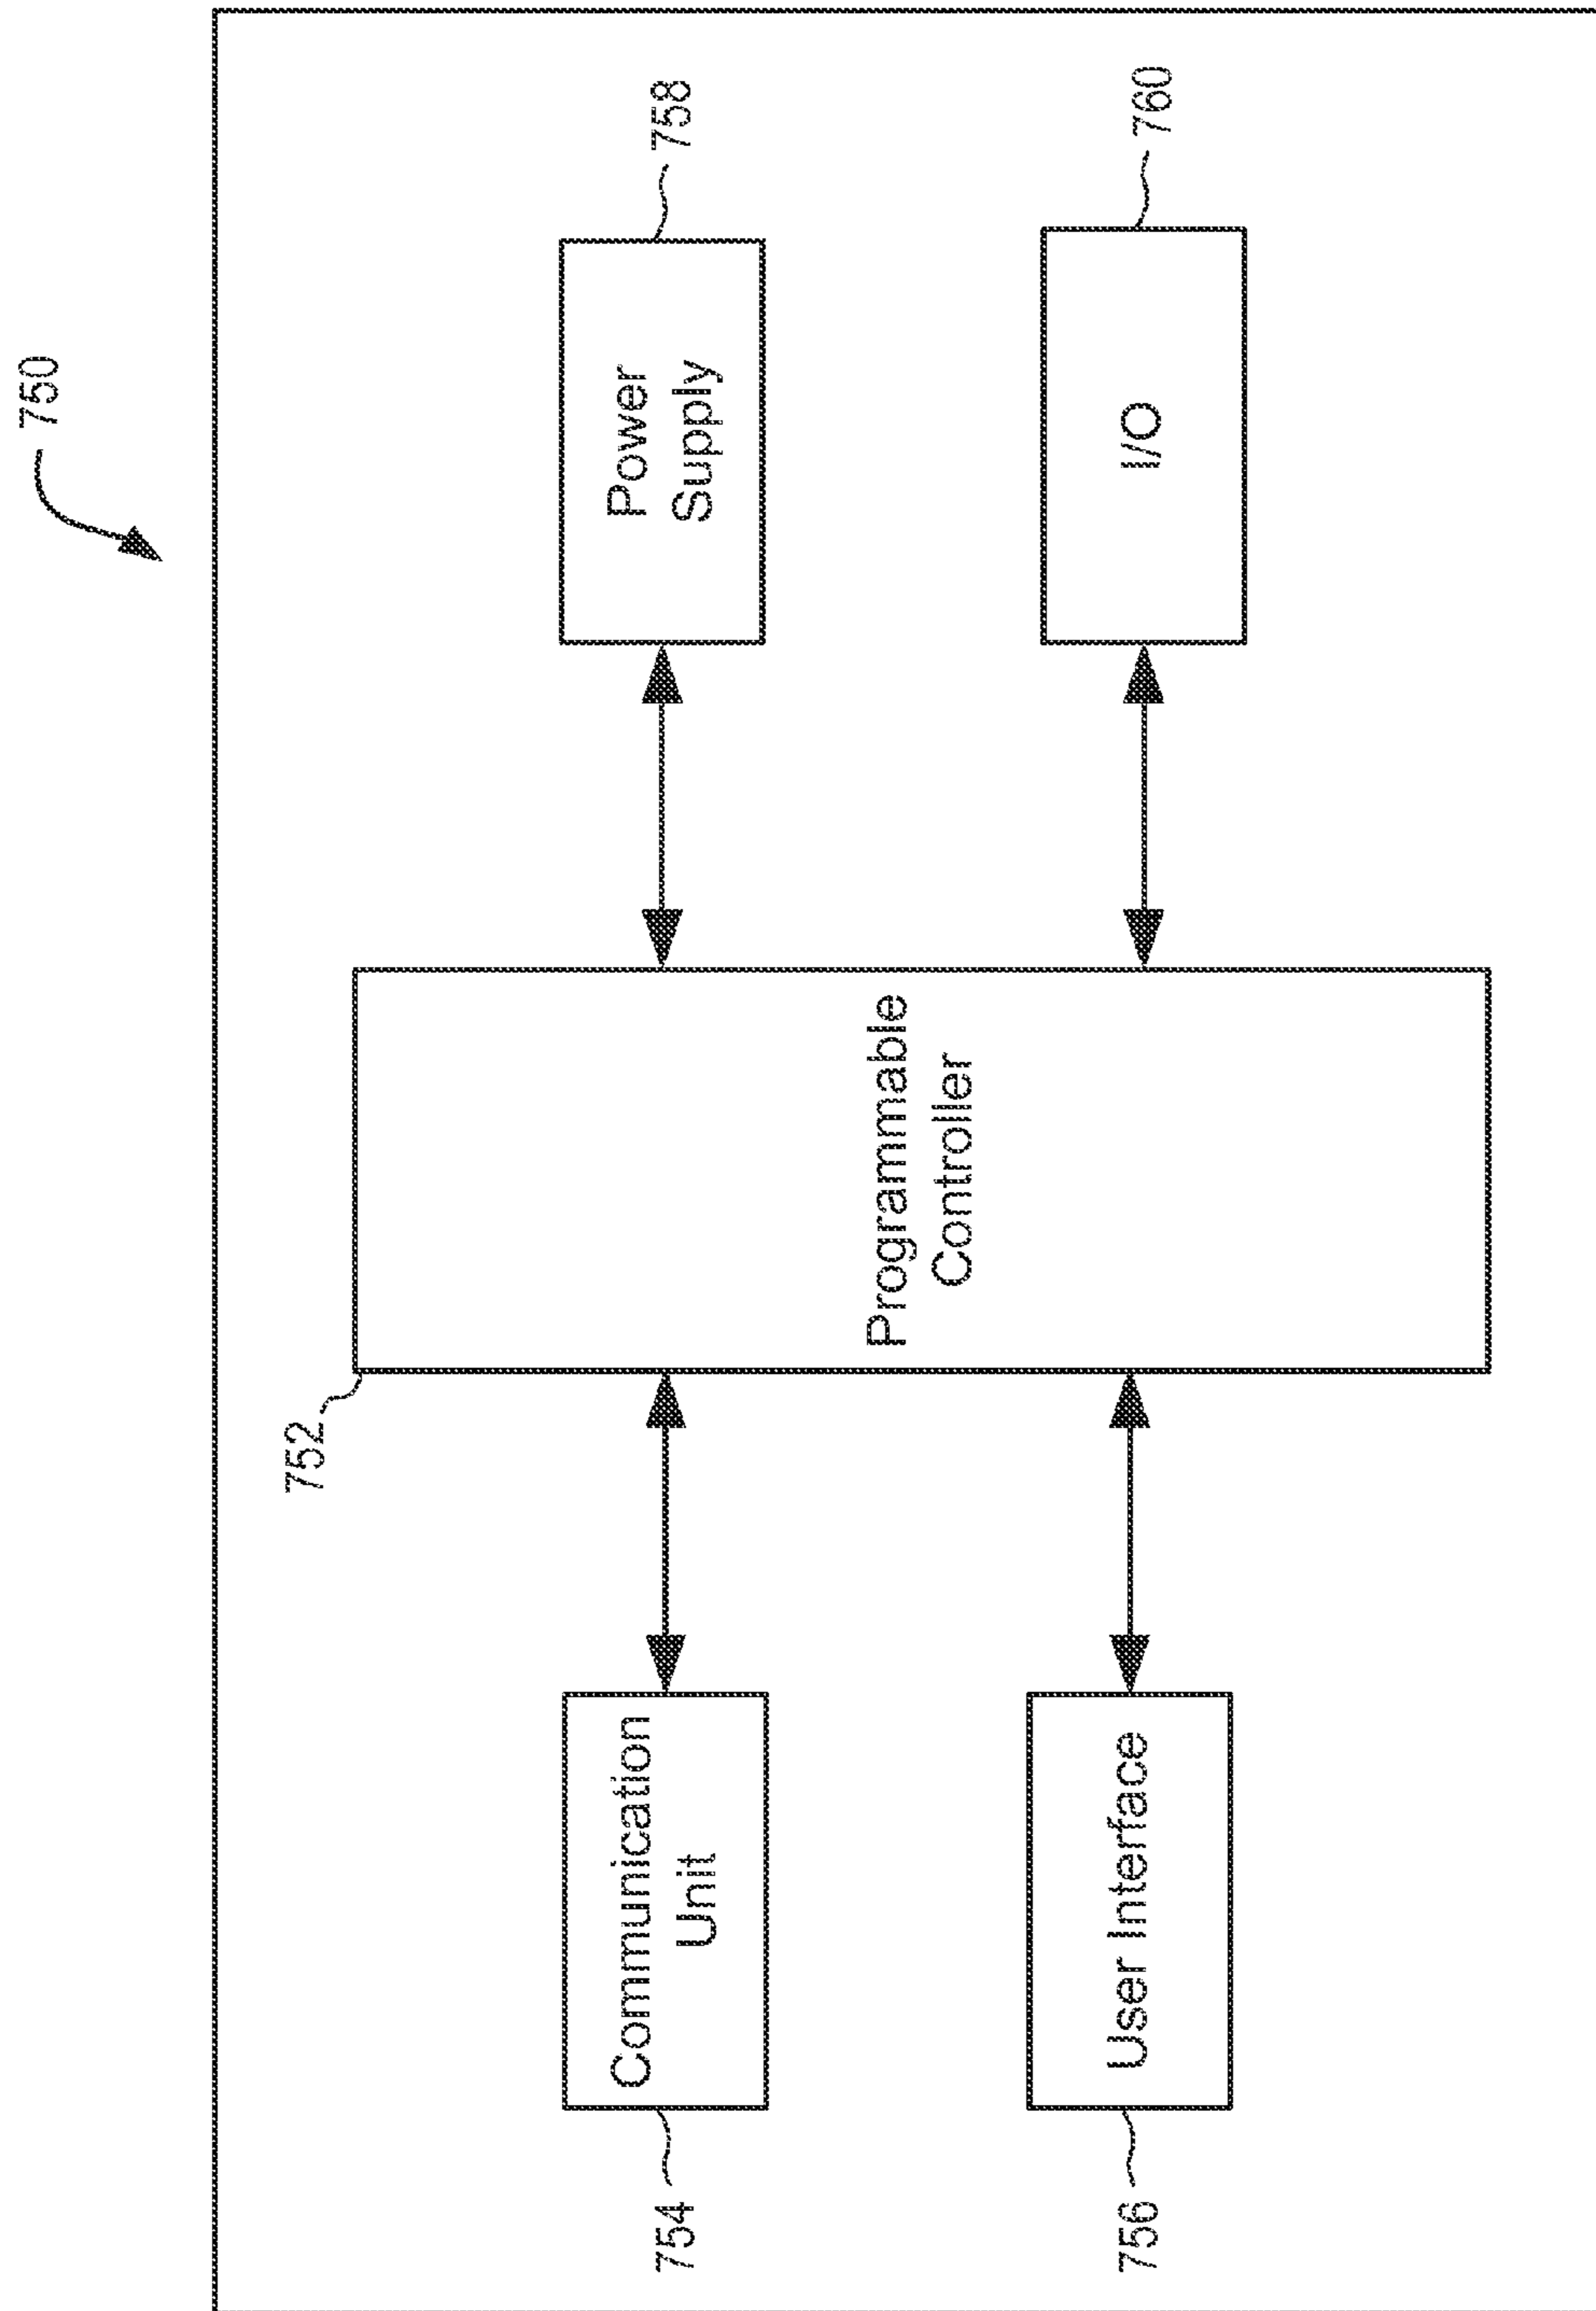 750
752
754
Communication
Unit
756
User Interface
Programmable
Controller
758
Power
Supply
760
I/O